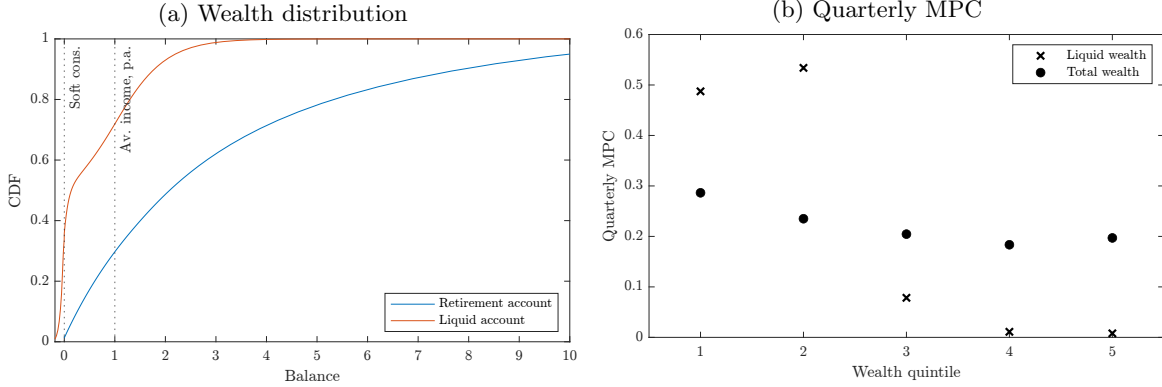 (a) Wealth distribution
1
0.8
0.6
0.4
0.2
0
CDF
Soft cons.
Av. income, p.a.
Retirement account
Liquid account
0 1 2 3 4 5 6 7 8 9 10
Balance
(b) Quarterly MPC
0.6
0.5
0.4
0.3
0.2
0.1
0
Quarterly MPC
Liquid wealth
Total wealth
1 2 3 4 5
Wealth quintile